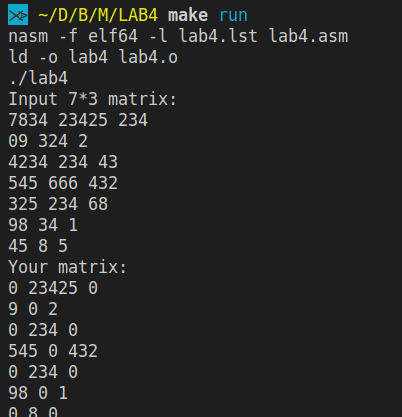 ~/D/B/M/LAB4 make run
nasm -f elf64 -l lab4.lst lab4.asm
ld -o lab4 lab4.o
./lab4
Input 7*3 matrix:
7834 23425 234
09 324 2
4234 234 43
545 666 432
325 234 68
98 34 1
45 8 5
Your matrix:
0 23425 0
9 0 2
0 234 0
545 0 432
0 234 0
98 0 1
0 8 0